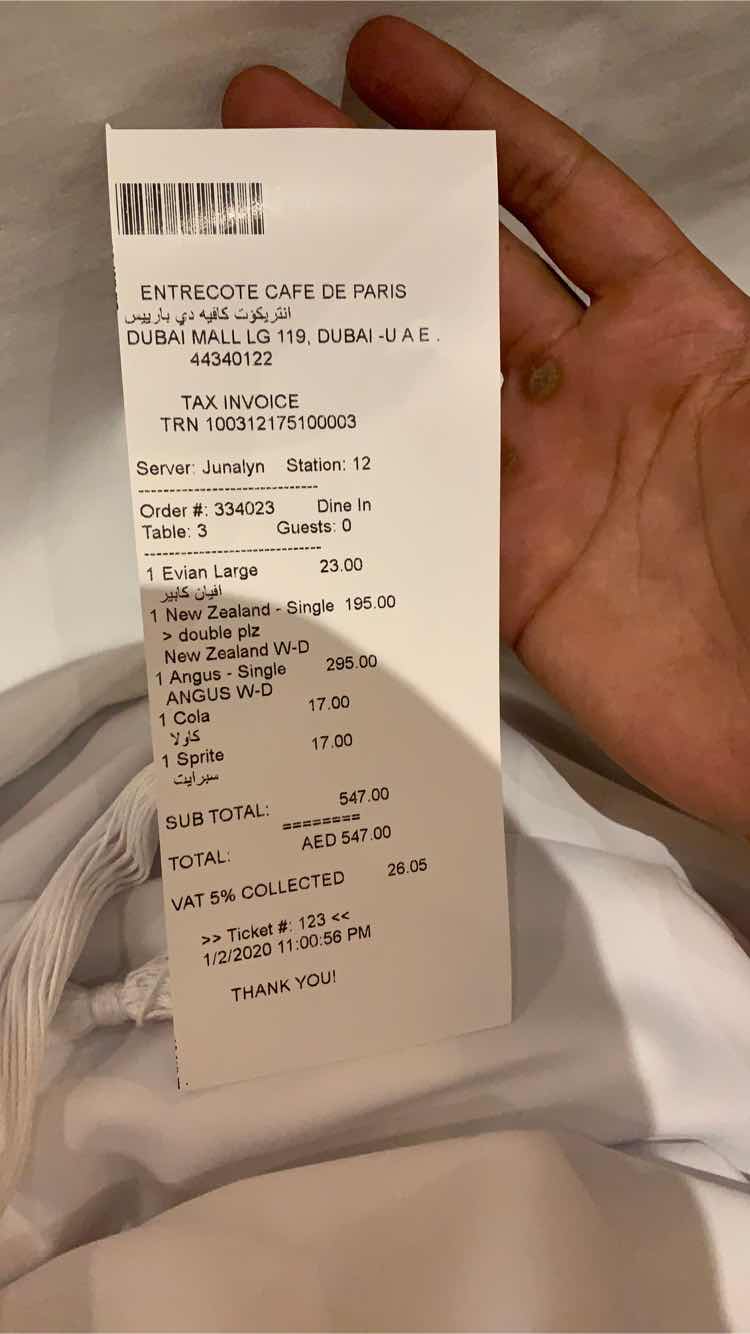 ENTRECOTE CAFE DE PARIS
انتريكؤت كافيه دي بارييس
DUBAI MALL LG 119, DUBAI -U A E .
44340122
TAX INVOICE
TRN 100312175100003
Server: Junalyn Station: 12
------------------------------
Order #: 334023 Dine In
Table: 3 Guests: 0
------------------------------
1 Evian Large 23.00
افيان كابير
1 New Zealand - Single 195.00
> double plz
New Zealand W-D
1 Angus - Single 295.00
ANGUS W-D
1 Cola 17.00
كاولا
1 Sprite 17.00
سبرايت
SUB TOTAL: 547.00
========
TOTAL: AED 547.00
VAT 5% COLLECTED 26.05
>> Ticket #: 123 <<
1/2/2020 11:00:56 PM
THANK YOU!